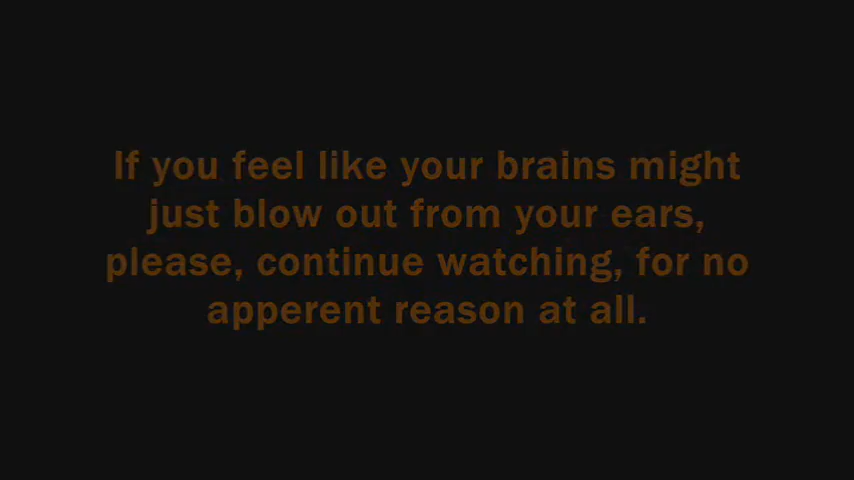 If you feel like your brains might
just blow out from your ears,
please, continue watching, for no
apperent reason at all.